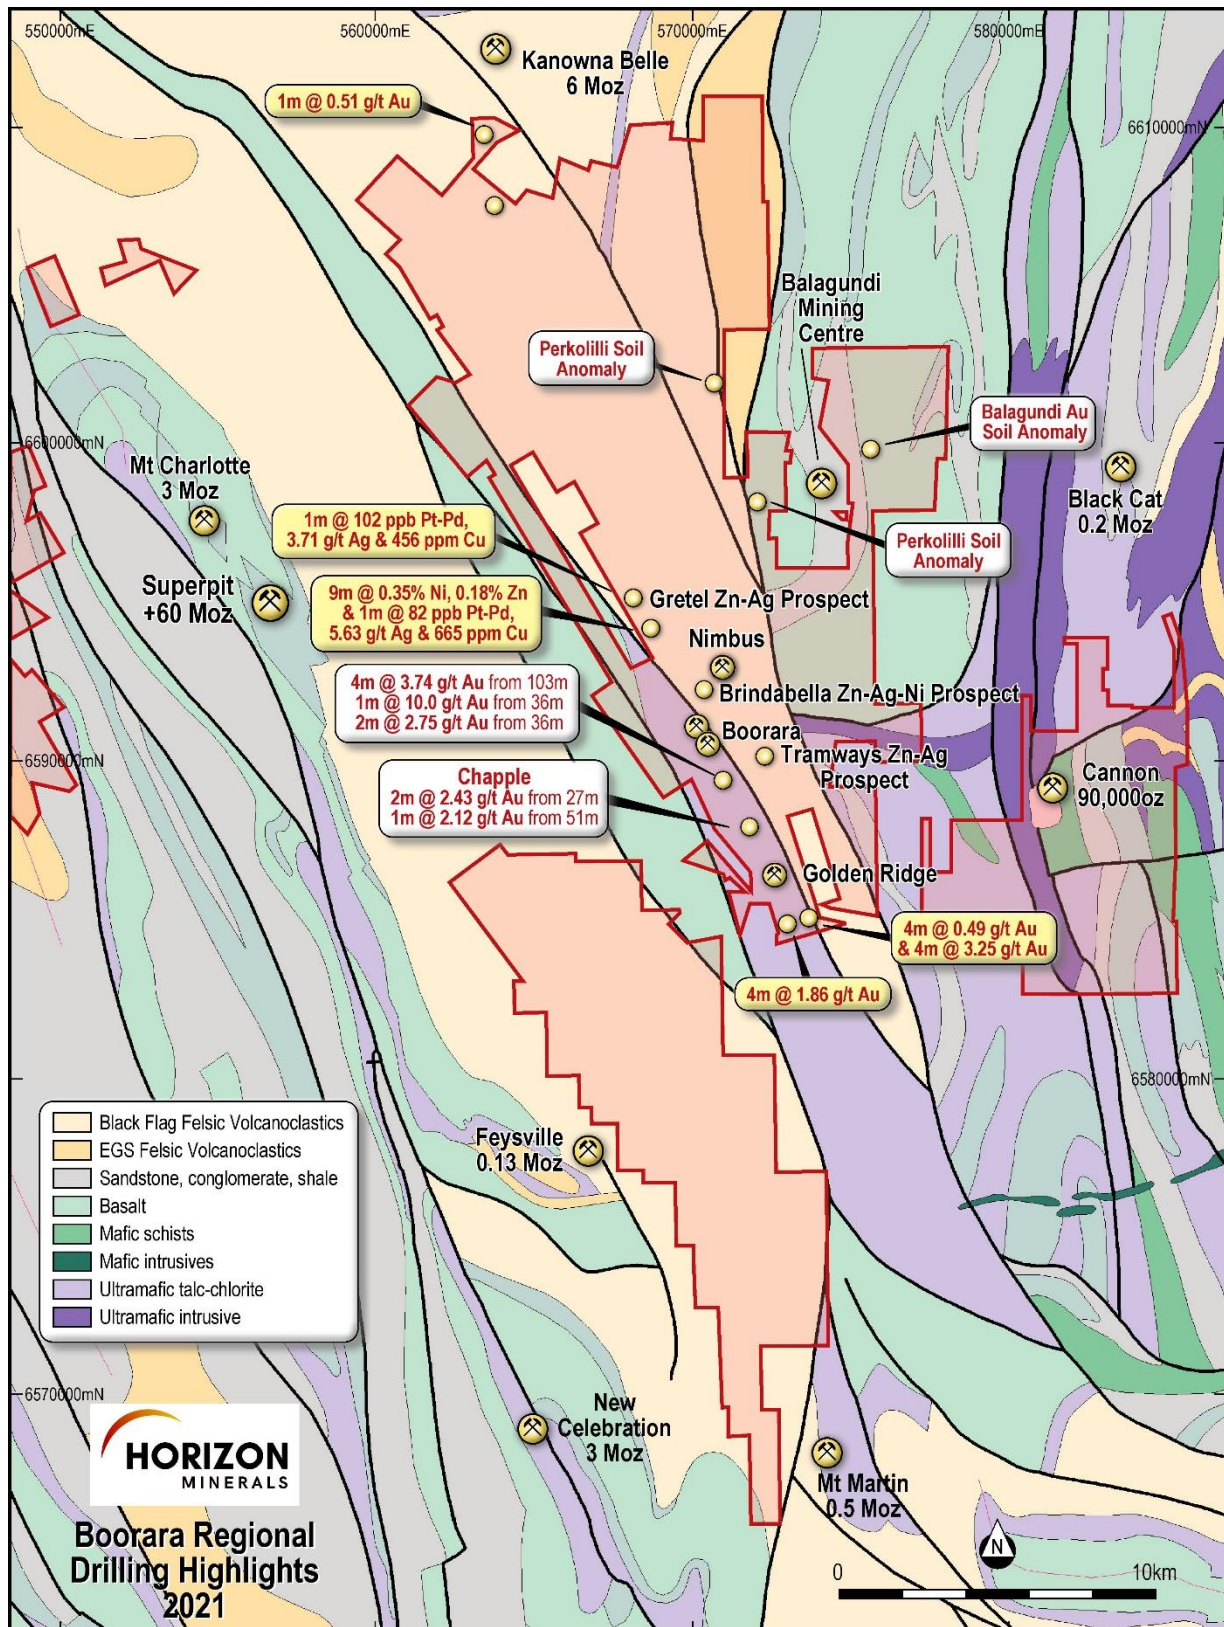 550000mE
560000mE
570000mE
580000mE
Kanowna Belle
6 Moz
1m @ 0.51 g/t Au
6610000mN
Balagundi
Mining
Centre
Perkolilli Soil
Anomaly
Balagundi Au
Soil Anomaly
6600000mN
Mt Charlotte
3 Moz
Black Cat
0.2 Moz
1m @ 102 ppb Pt-Pd,
3.71 g/t Ag & 456 ppm Cu
Perkolilli Soil
Anomaly
Superpit
+60 Moz
9m @ 0.35% Ni, 0.18% Zn
& 1m @ 82 ppb Pt-Pd,
5.63 g/t Ag & 665 ppm Cu
Gretel Zn-Ag Prospect
Nimbus
4m @ 3.74 g/t Au from 103m
1m @ 10.0 g/t Au from 36m
2m @ 2.75 g/t Au from 36m
Brindabella Zn-Ag-Ni Prospect
Boorara
Tramways Zn-Ag
Prospect
6590000mN
Cannon
90,000oz
Chapple
2m @ 2.43 g/t Au from 27m
1m @ 2.12 g/t Au from 51m
Golden Ridge
4m @ 0.49 g/t Au
& 4m @ 3.25 g/t Au
4m @ 1.86 g/t Au
6580000mN
Black Flag Felsic Volcanoclastics
EGS Felsic Volcanoclastics
Sandstone, conglomerate, shale
Basalt
Mafic schists
Mafic intrusives
Ultramafic talc-chlorite
Ultramafic intrusive
Feysville
0.13 Moz
6570000mN
New
Celebration
3 Moz
HORIZON
MINERALS
Mt Martin
0.5 Moz
Boorara Regional
Drilling Highlights
2021
N
0
10km